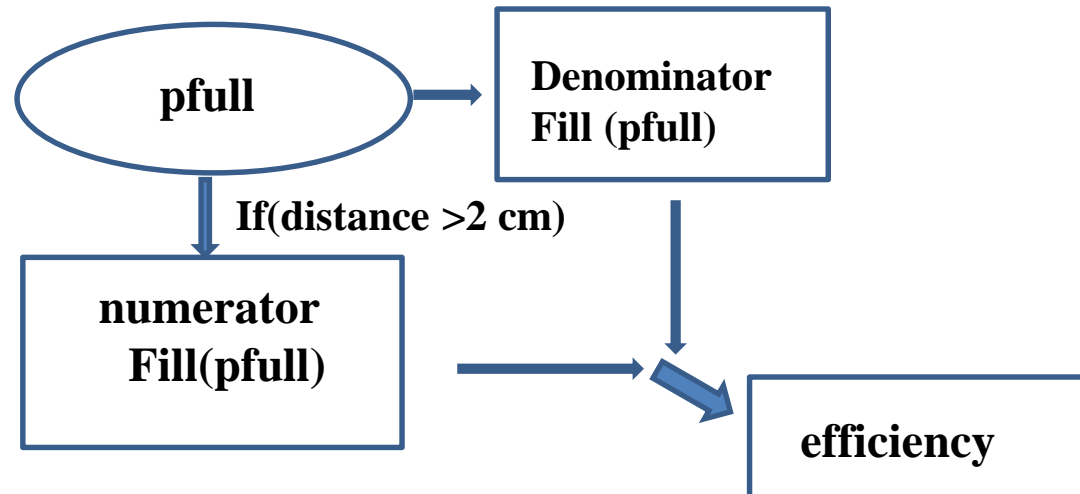 pfull
Denominator
Fill (pfull)
If(distance >2 cm)
numerator
Fill(pfull)
efficiency